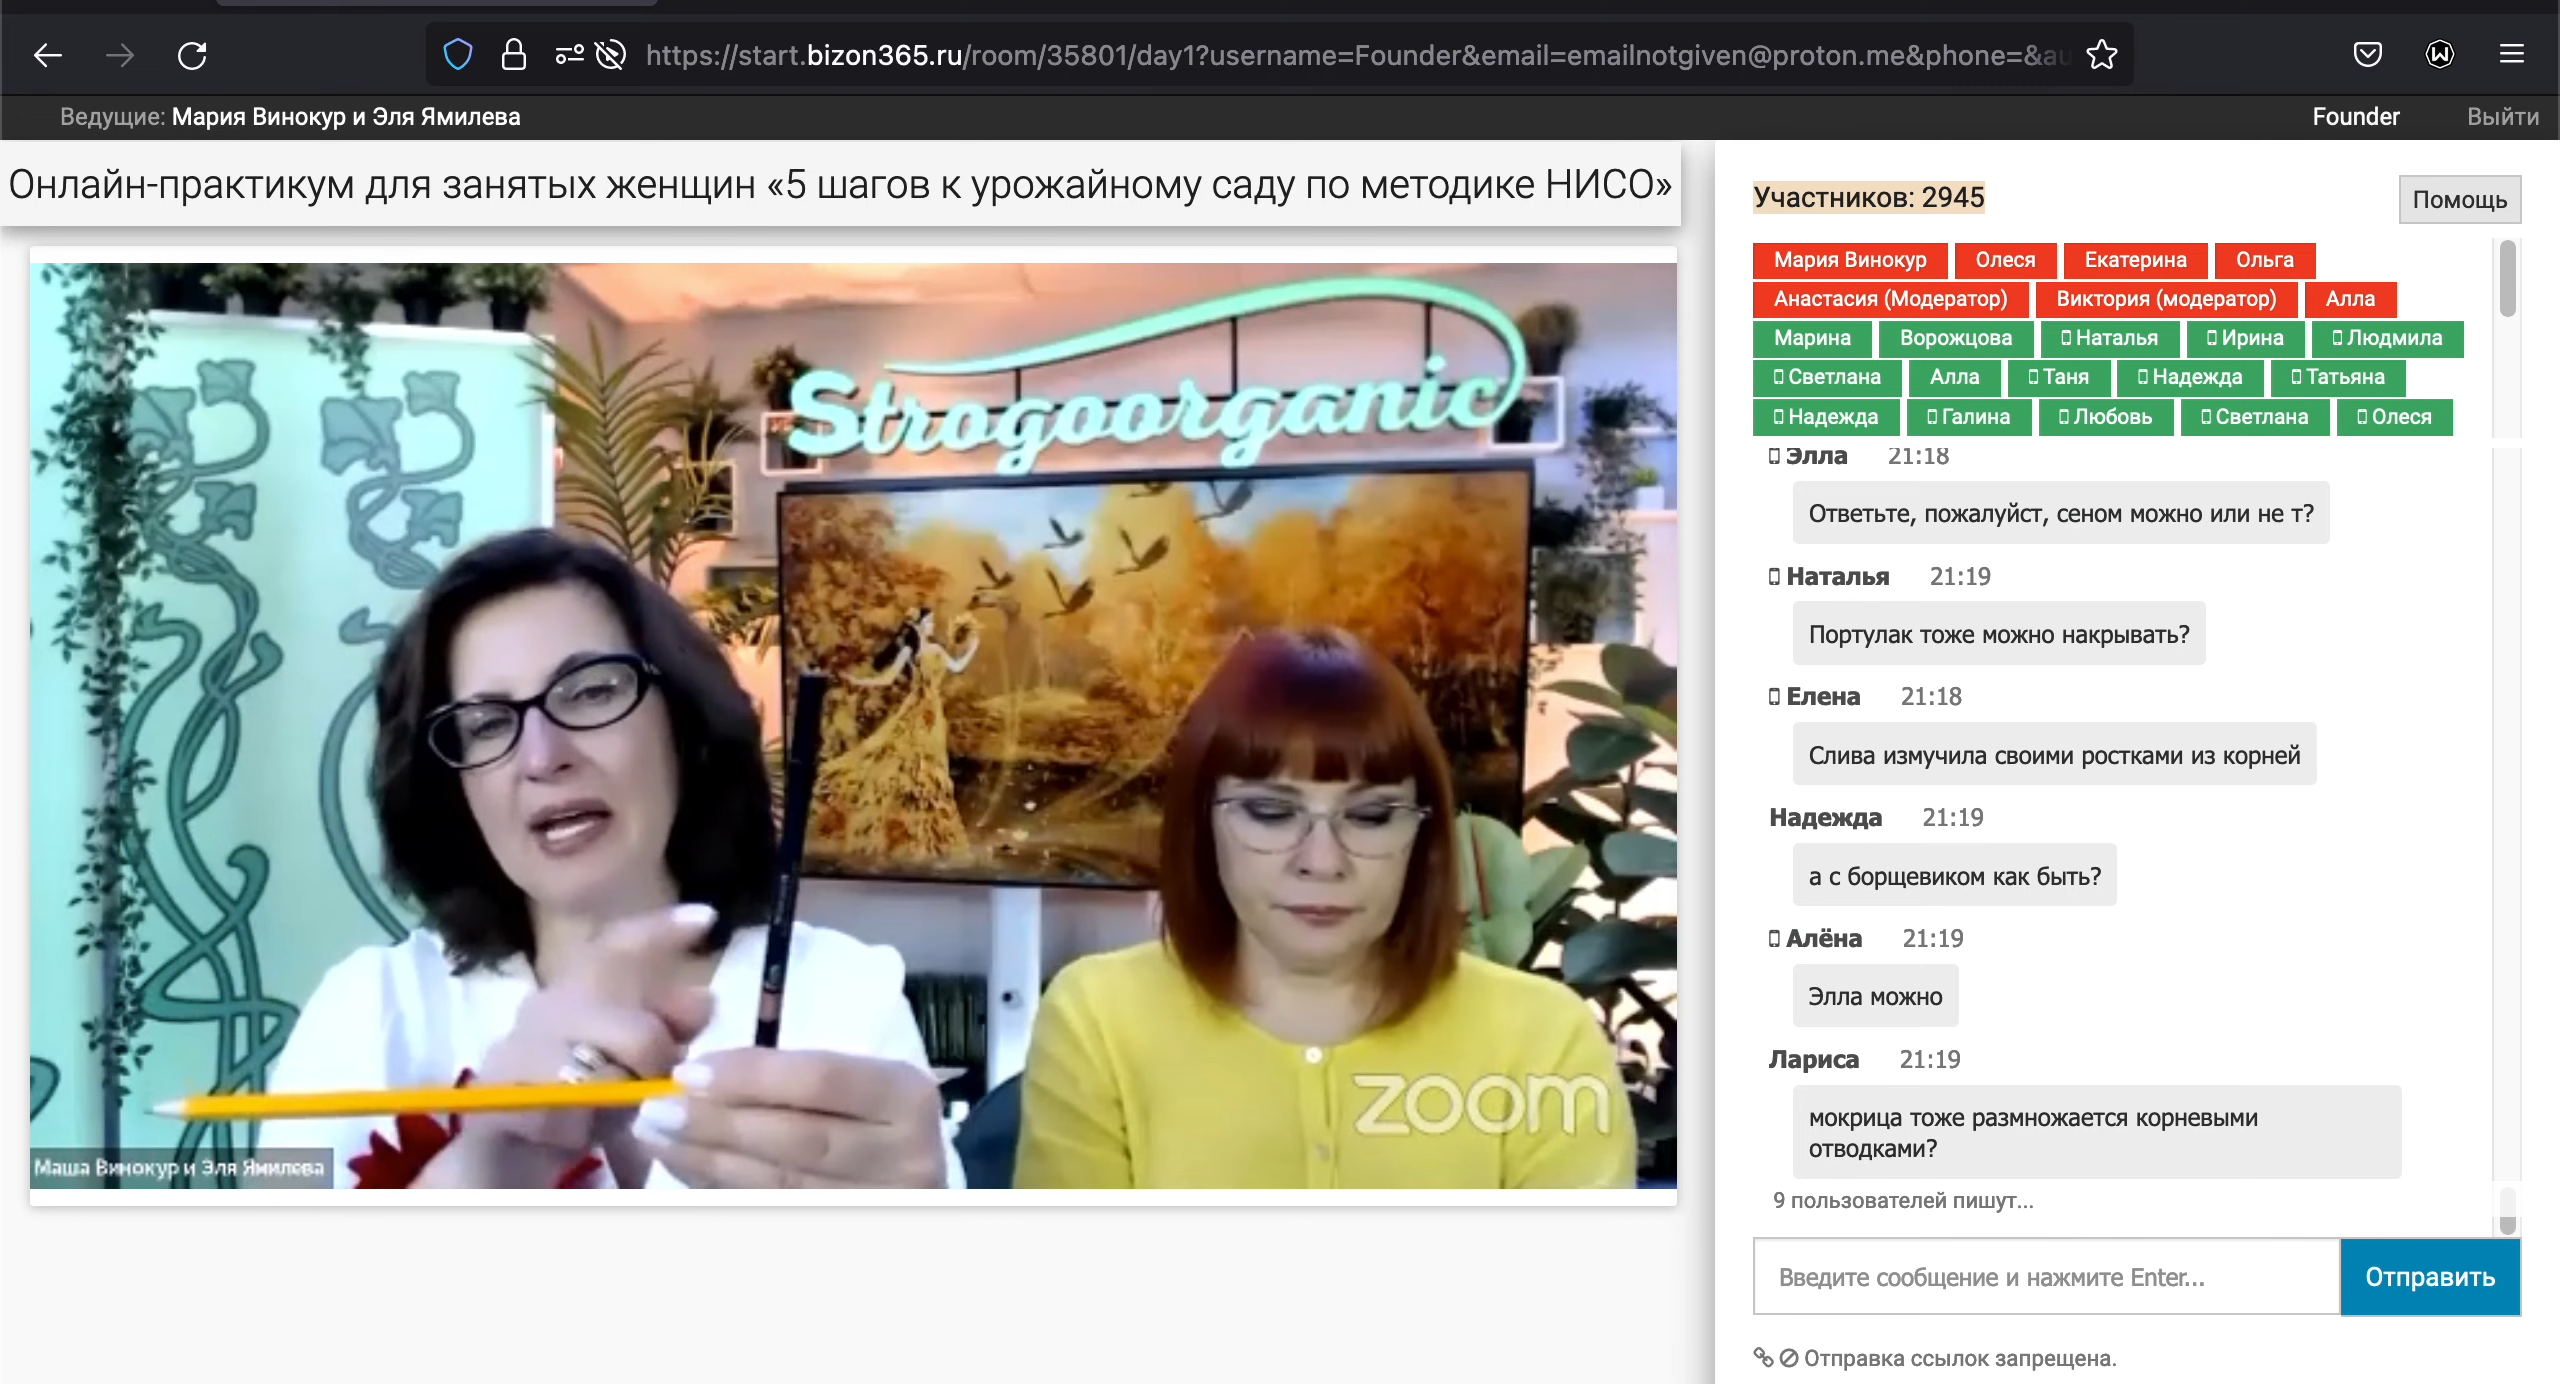 https://start.bizon365.ru/room/35801/day1?username=Founder&email=emailnotgiven@proton.me&phone=&au
Ведущие: Мария Винокур и Эля Ямилева
Founder
Выйти
Онлайн-практикум для занятых женщин «5 шагов к урожайному саду по методике НИСО»
Strogoorganic
zoom
Маша Винокур и Эля Ямилева
Участников: 2945
Помощь
Мария Винокур Олеся Екатерина Ольга
Анастасия (Модератор) Виктория (модератор) Алла
Марина Ворожцова Наталья Ирина Людмила
Светлана Алла Таня Надежда Татьяна
Надежда Галина Любовь Светлана Олеся
Элла 21:18
Ответьте, пожалуйст, сеном можно или не т?
Наталья 21:19
Портулак тоже можно накрывать?
Елена 21:18
Слива измучила своими ростками из корней
Надежда 21:19
а с борщевиком как быть?
Алёна 21:19
Элла можно
Лариса 21:19
мокрица тоже размножается корневыми
отводками?
9 пользователей пишут...
Введите сообщение и нажмите Enter...
Отправить
Отправка ссылок запрещена.